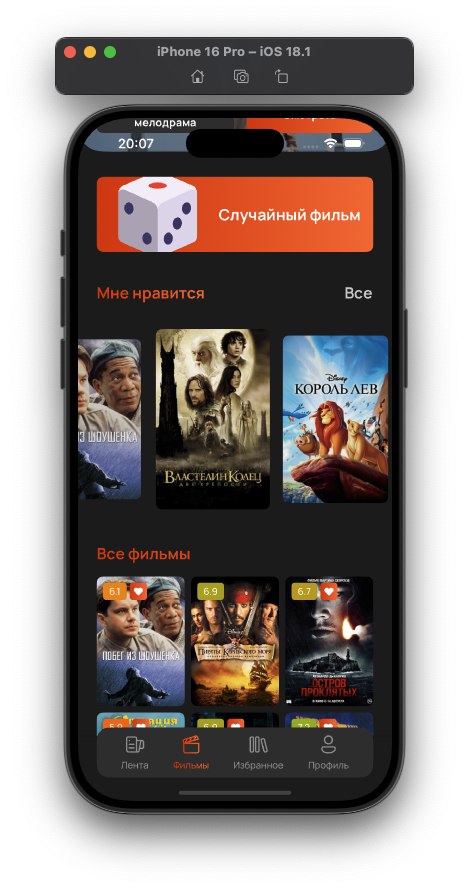 iPhone 16 Pro – iOS 18.1
мелодрама
20:07
Случайный фильм
Мне нравится
Все
ИЗ ШОУШЕНКА
ВЛАСТЕЛИН КОЛЕЦ
ДВЕ КРЕПОСТИ
Disney
КОРОЛЬ ЛЕВ
Все фильмы
6.1
6.9
6.7
ПОБЕГ ИЗ ШОУШЕНКА
Disney
ПИРАТЫ КАРИБСКОГО МОРЯ
ОСТРОВ
ПРОКЛЯТЫХ
Лента
Фильмы
Избранное
Профиль